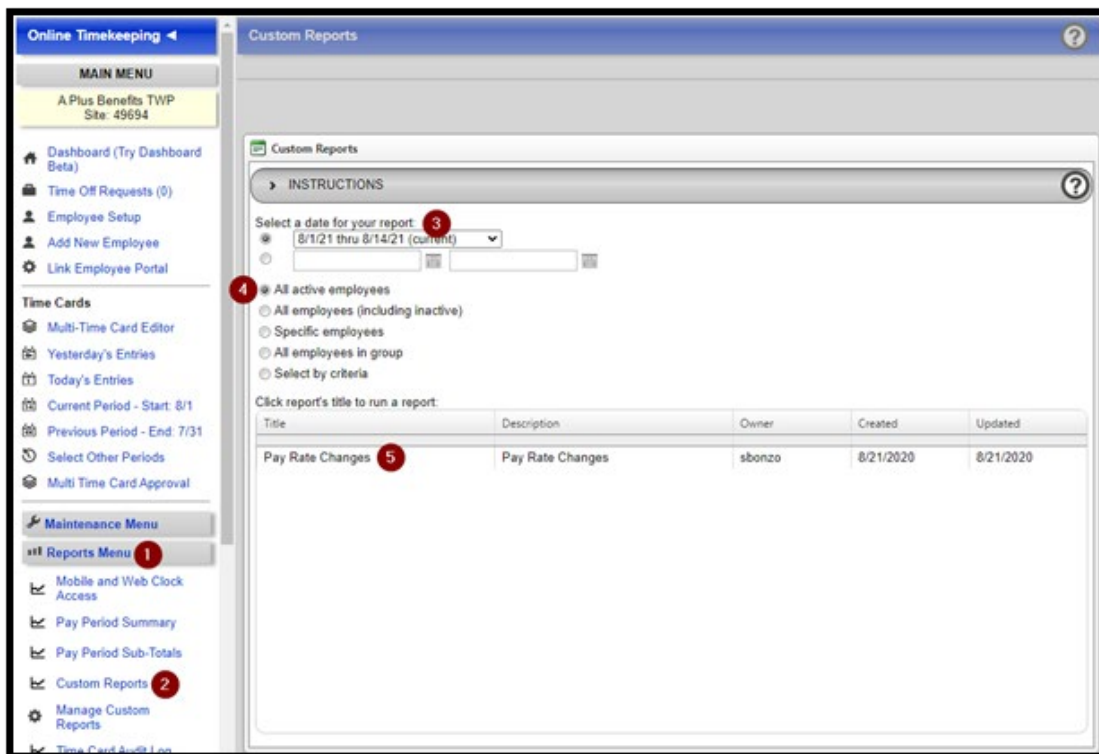 Online Timekeeping ◄
MAIN MENU
A Plus Benefits TWP
Site: 49694
Dashboard (Try Dashboard
Beta)
Time Off Requests (0)
Employee Setup
Add New Employee
Link Employee Portal
Time Cards
Multi-Time Card Editor
Yesterday's Entries
Today's Entries
Current Period - Start: 8/1
Previous Period - End: 7/31
Select Other Periods
Multi Time Card Approval
Maintenance Menu
Reports Menu 1
Mobile and Web Clock
Access
Pay Period Summary
Pay Period Sub-Totals
Custom Reports 2
Manage Custom
Reports
Time Card Audit Log
Custom Reports ?
Custom Reports
› INSTRUCTIONS ?
Select a date for your report: 3
8/1/21 thru 8/14/21 (current)
4 All active employees
All employees (including inactive)
Specific employees
All employees in group
Select by criteria
Click report's title to run a report:
Title Description Owner Created Updated
Pay Rate Changes 5 Pay Rate Changes sbonzo 8/21/2020 8/21/2020